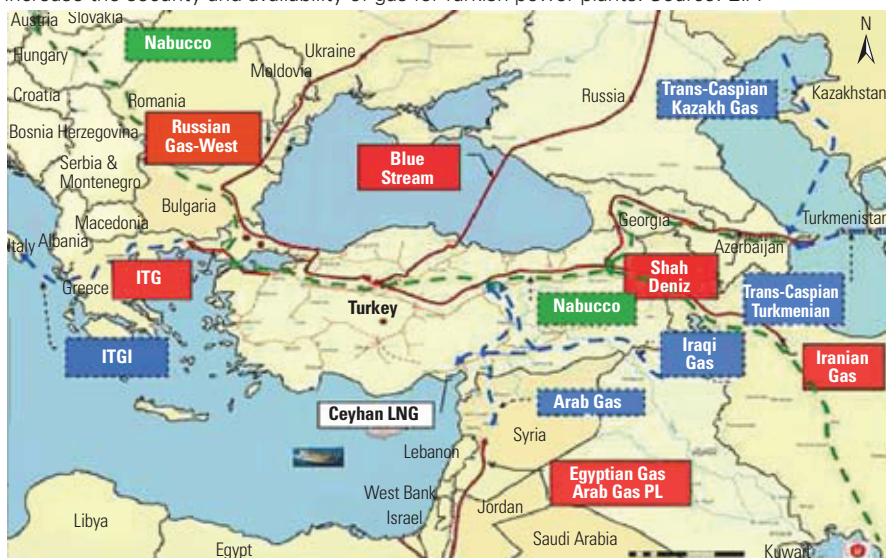 increase the security and availability of gas for Turkish power plants. Source: EIA
Austria
Slovakia
Nabucco
Ukraine
N
Hungary
Moldovia
Croatia
Romania
Russia
Trans-Caspian
Kazakh Gas
Kazakhstan
Bosnia Herzegovina
Russian
Gas-West
Serbia &
Montenegro
Blue
Stream
Bulgaria
Georgia
Turkmenistan
Macedonia
Azerbaijan
Italy
Albania
ITG
Greece
Shah
Deniz
Turkey
Nabucco
Trans-Caspian
Turkmenian
ITGI
Iraqi
Gas
Iranian
Gas
Ceyhan LNG
Arab Gas
Syria
Lebanon
West Bank
Egyptian Gas
Arab Gas PL
Israel
Jordan
Libya
Egypt
Saudi Arabia
Kuwait